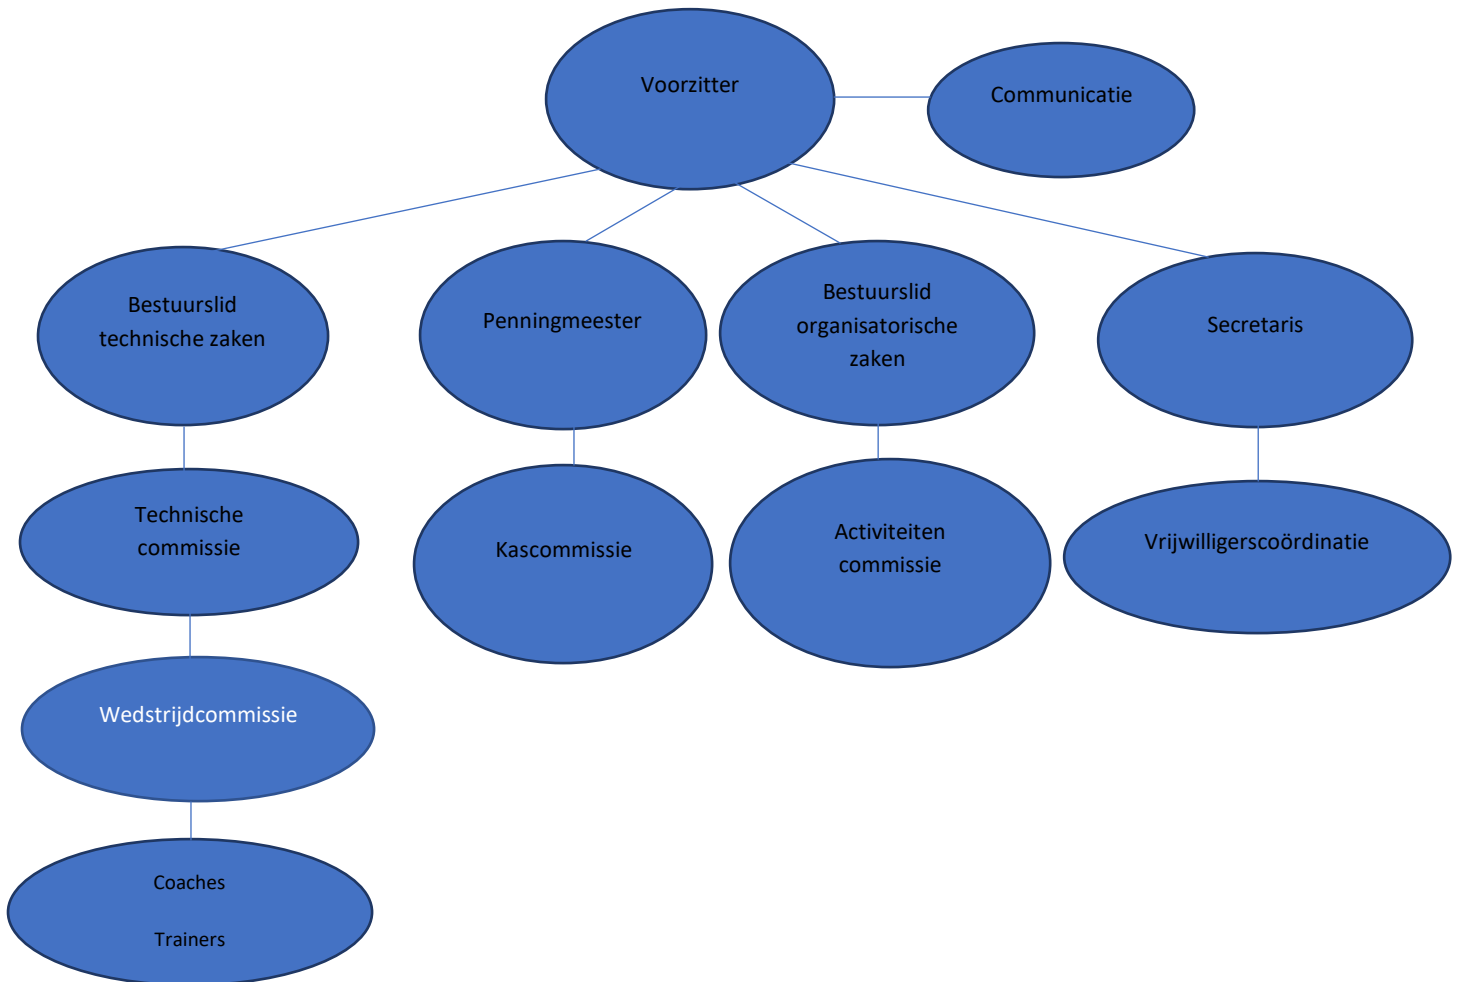 Voorzitter
Communicatie
Bestuurslid
technische zaken
Penningmeester
Bestuurslid
organisatorische
zaken
Secretaris
Technische
commissie
Kascommissie
Activiteiten
commissie
Vrijwilligerscoördinatie
Wedstrijdcommissie
Coaches
Trainers